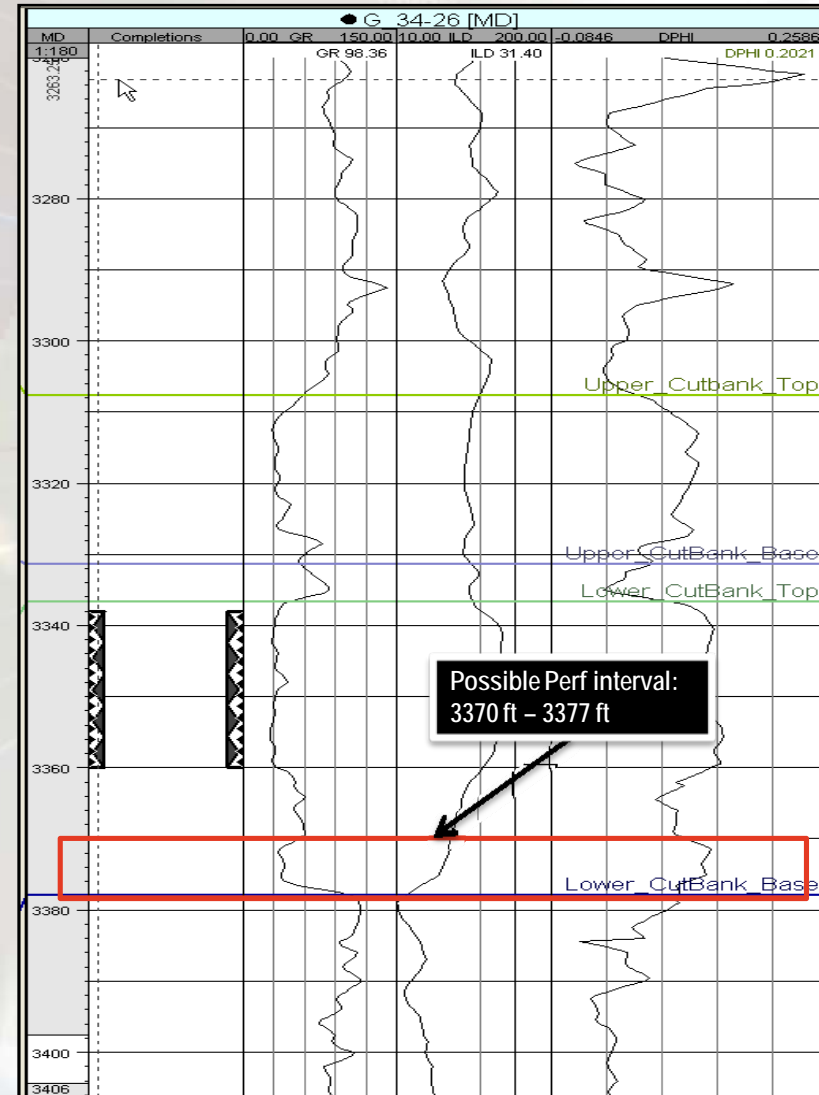 ● G_34-26 [MD]
MD Completions 0.00 GR 150.00 10.00 ILD 200.00 -0.0846 DPHI 0.2586
1:180 GR 98.36 ILD 31.40 DPHI 0.2021
3280
3300
Upper_Cutbank_Top
3320
Upper_CutBank_Base
Lower_CutBank_Top
3340
Possible Perf interval:
3370 ft – 3377 ft
3360
Lower_CutBank_Base
3380
3400
3406